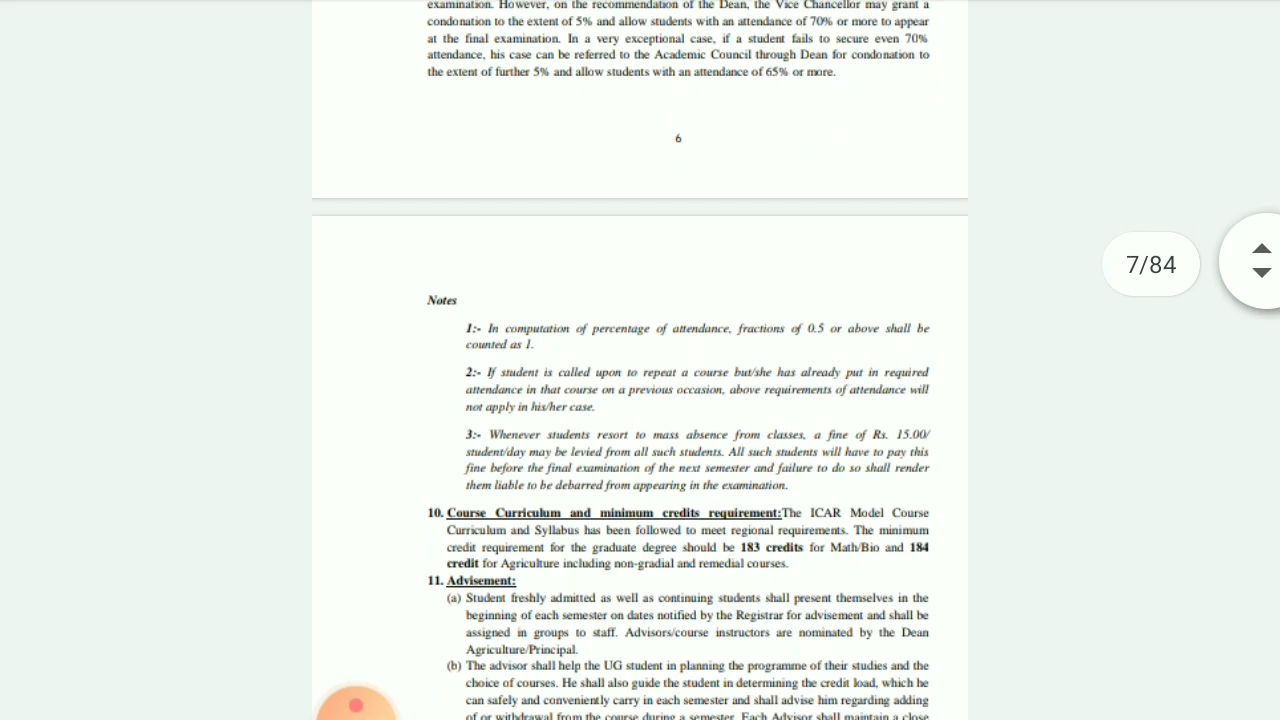 examination. However, on the recommendation of the Dean, the Vice Chancellor may grant a
condonation to the extent of 5% and allow students with an attendance of 70% or more to appear
at the final examination. In a very exceptional case, if a student fails to secure even 70%
attendance, his case can be referred to the Academic Council through Dean for condonation to
the extent of further 5% and allow students with an attendance of 65% or more.
6
7/84
Notes
1:- In computation of percentage of attendance, fractions of 0.5 or above shall be
counted as 1.
2:- If student is called upon to repeat a course but/she has already put in required
attendance in that course on a previous occasion, above requirements of attendance will
not apply in his/her case.
3:- Whenever students resort to mass absence from classes, a fine of Rs. 15.00/
student/day may be levied from all such students. All such students will have to pay this
fine before the final examination of the next semester and failure to do so shall render
them liable to be debarred from appearing in the examination.
10. Course Curriculum and minimum credits requirement:The ICAR Model Course
Curriculum and Syllabus has been followed to meet regional requirements. The minimum
credit requirement for the graduate degree should be 183 credits for Math/Bio and 184
credit for Agriculture including non-gradial and remedial courses.
11. Advisement:
(a) Student freshly admitted as well as continuing students shall present themselves in the
beginning of each semester on dates notified by the Registrar for advisement and shall be
assigned in groups to staff. Advisors/course instructors are nominated by the Dean
Agriculture/Principal.
(b) The advisor shall help the UG student in planning the programme of their studies and the
choice of courses. He shall also guide the student in determining the credit load, which he
can safely and conveniently carry in each semester and shall advise him regarding adding
of or withdrawal from the course during a semester. Each Advisor shall maintain a close